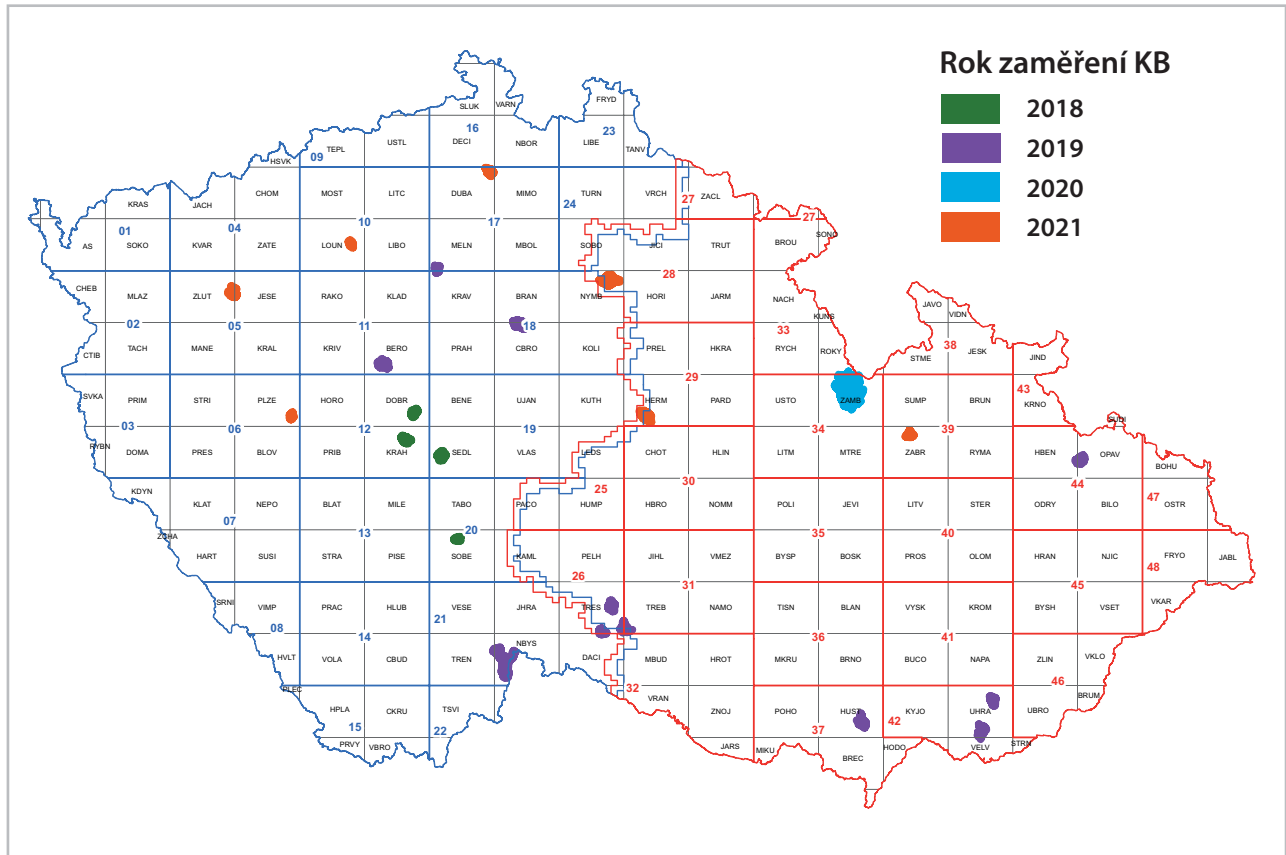 Rok zaměření KB
2018
2019
2020
2021
FRYD
SLUK VARN
16 23
TEPL USTL DECI NBOR LIBE TANV
09
HSVK
CHOM MOST LITC DUBA MIMO TURN VRCH ZACL
KRAS JACH
24 27
01 04 10 17 27
AS SOKO KVAR ZATE LOUN LIBO MELN MBOL SOBO JICI TRUT BROU SONO
28
CHEB MLAZ ZLUT JESE RAKO KLAD KRAV BRAN NYMB HORI JARM NACH
JAVO VIDN
KUNS
02 05 11 18 33
CTIB TACH MANE KRAL KRIV BERO PRAH CBRO KOLI PREL HKRA RYCH ROKY STME 38 JESK JIND
29 43
SVKA PRIM STRI PLZE HORO DOBR BENE UJAN KUTH HERM PARD USTO ZAMB SUMP BRUN KRNO
SUDI
03 06 12 19 34 39
RYBN DOMA PRES BLOV PRIB KRAH SEDL VLAS LEDS CHOT HLIN LITM MTRE ZABR RYMA HBEN OPAV BOHU
30 44
KDYN 25 47
KLAT NEPO BLAT MILE TABO PACO HUMP HBRO NOMM POLI JEVI LITV STER ODRY BILO OSTR
07 13 20 35 40
ZCHA
HART SUSI STRA PISE SOBE KAML PELH JIHL VMEZ BYSP BOSK PROS OLOM HRAN NJIC FRYO JABL
26 31 45 48
SRNI VIMP PRAC HLUB VESE JHRA TRES TREB NAMO TISN BLAN VYSK KROM BYSH VSET VKAR
21
08 14 36 41
NBYS
HVLT VOLA CBUD TREN DACI MBUD HROT MKRU BRNO BUCO NAPA ZLIN VKLO
46
PLEC 32 VRAN BRUM
HPLA CKRU TSVI ZNOJ POHO HUST KYJO UHRA UBRO
15 22 37 42
PRVY VBRO JARS MIKU BREC HODO VELV STRN